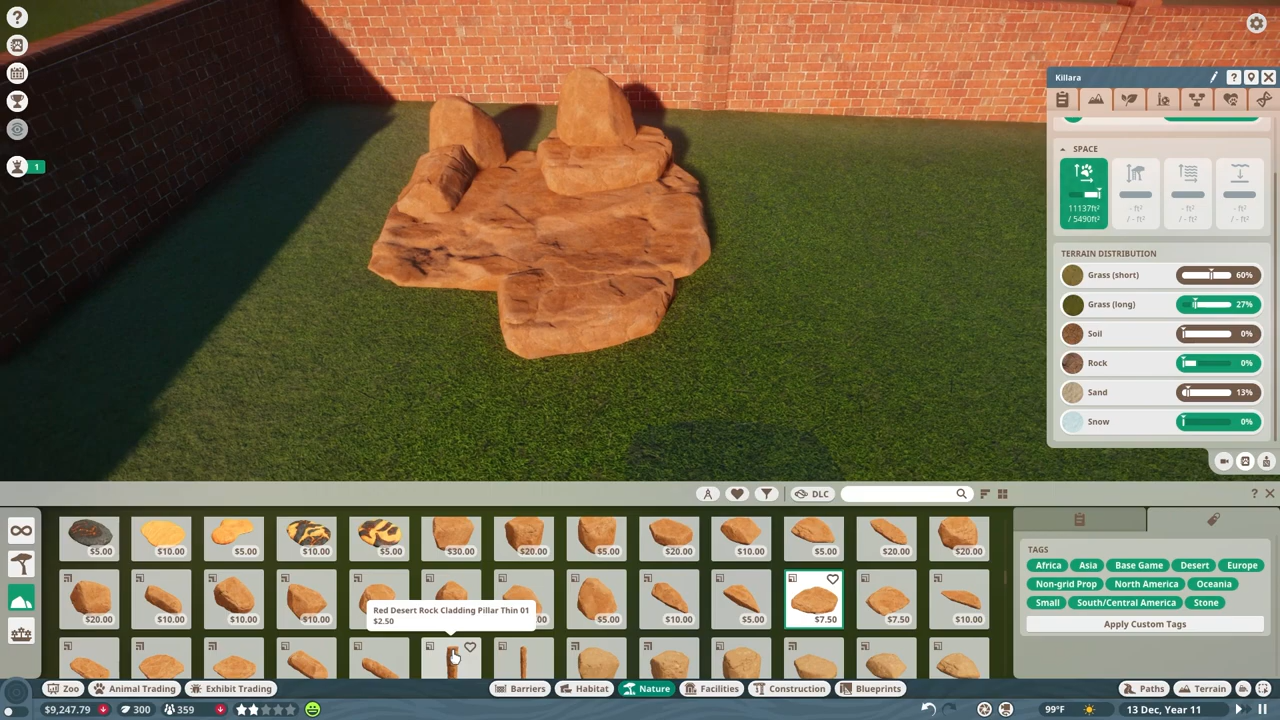 ?
1
Killara
?
SPACE
11137ft²
/ 5490ft²
- ft²
/ - ft²
- ft²
/ - ft²
- ft²
/ - ft²
TERRAIN DISTRIBUTION
Grass (short) 60%
Grass (long) 27%
Soil 0%
Rock 0%
Sand 13%
Snow 0%
DLC
?
$5.00 $10.00 $5.00 $10.00 $5.00 $30.00 $20.00 $5.00 $20.00 $10.00 $5.00 $20.00 $20.00
$20.00 $10.00 $10.00 $10.00 $5.00 $10.00 $5.00 $7.50 $7.50 $10.00
Red Desert Rock Cladding Pillar Thin 01
$2.50
TAGS
Africa Asia Base Game Desert Europe
Non-grid Prop North America Oceania
Small South/Central America Stone
Apply Custom Tags
Zoo Animal Trading Exhibit Trading Barriers Habitat Nature Facilities Construction Blueprints Paths Terrain
$9,247.79 300 359 99°F 13 Dec, Year 11